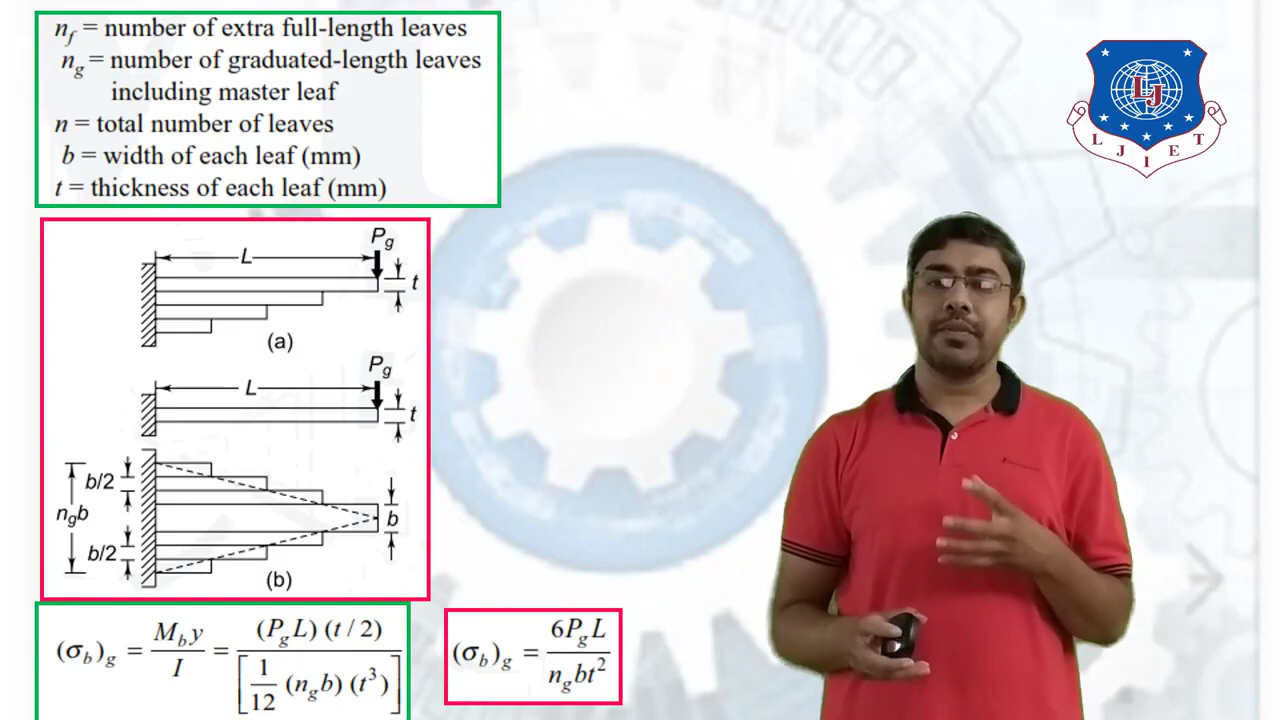 n_f = number of extra full-length leaves
n_g = number of graduated-length leaves
including master leaf
n = total number of leaves
b = width of each leaf (mm)
t = thickness of each leaf (mm)
P_g
L
t
(a)
P_g
L
t
b/2
n_g b
b
b/2
(b)
(σ_b)_g = M_b y / I = (P_g L) (t / 2) / [1/12 (n_g b) (t^3)]
(σ_b)_g = 6P_g L / n_g bt^2
LJ
L J I E T